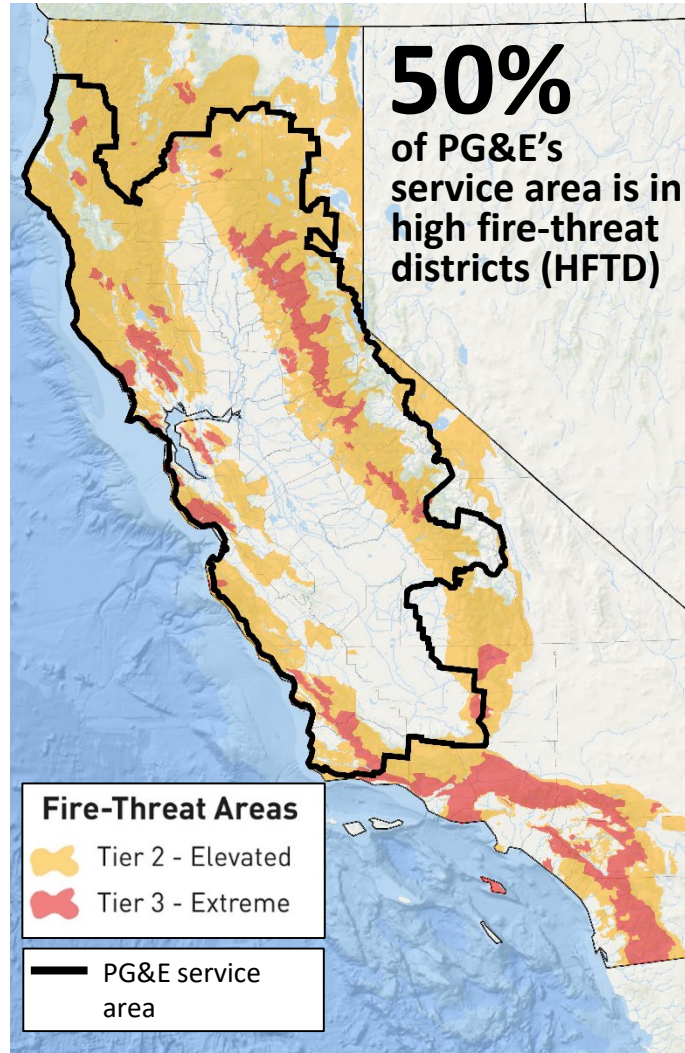 50%
of PG&E’s
service area is in
high fire-threat
districts (HFTD)
Fire-Threat Areas
Tier 2 - Elevated
Tier 3 - Extreme
PG&E service
area